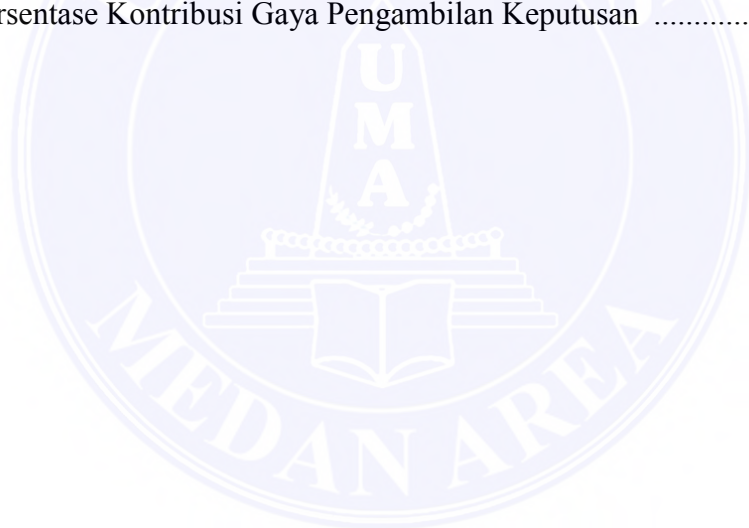 rsentase Kontribusi Gaya Pengambilan Keputusan ............
U
M
A
MEDAN AREA